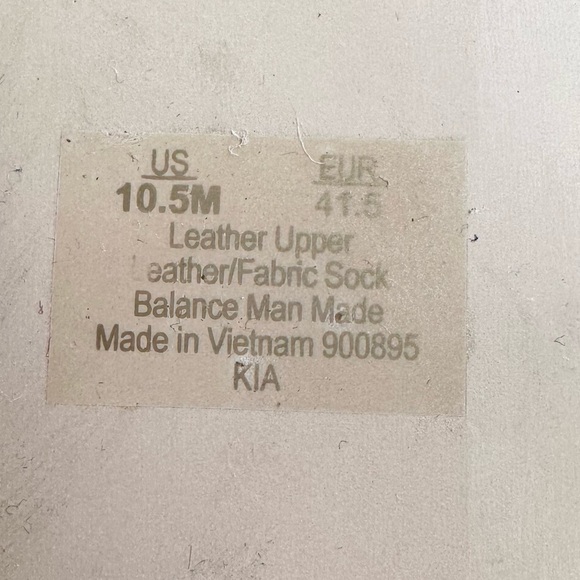 US EUR
10.5M 41.5
Leather Upper
Leather/Fabric Sock
Balance Man Made
Made in Vietnam 900895
KIA